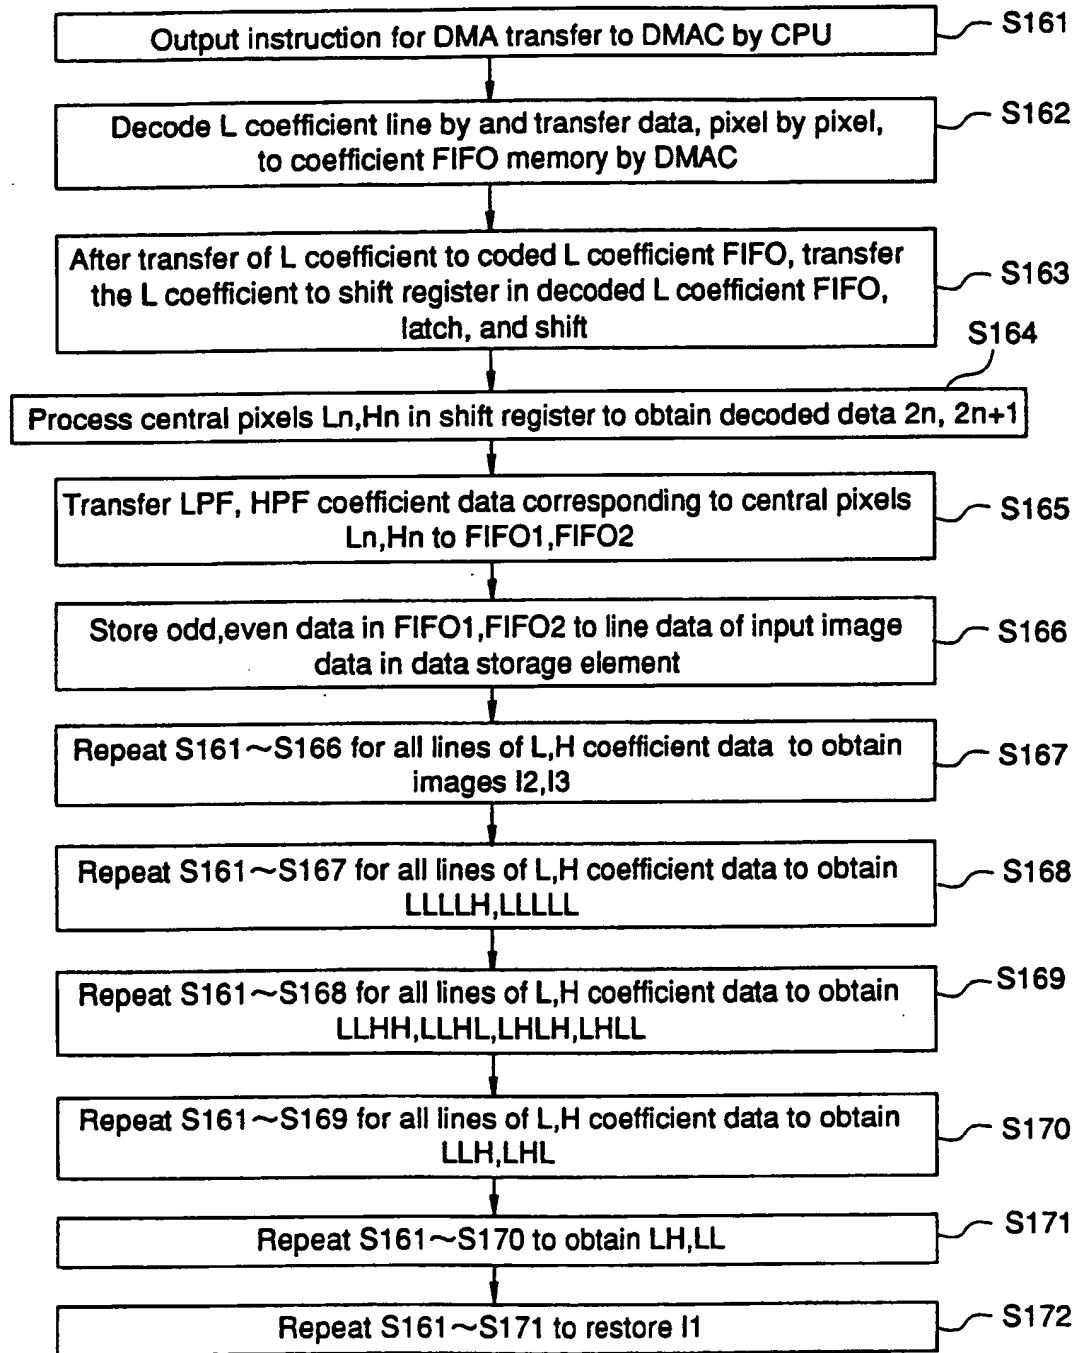 Output instruction for DMA transfer to DMAC by CPU
S161
Decode L coefficient line by and transfer data, pixel by pixel,
to coefficient FIFO memory by DMAC
S162
After transfer of L coefficient to coded L coefficient FIFO, transfer
the L coefficient to shift register in decoded L coefficient FIFO,
latch, and shift
S163
S164
Process central pixels Ln,Hn in shift register to obtain decoded deta 2n, 2n+1
Transfer LPF, HPF coefficient data corresponding to central pixels
Ln,Hn to FIFO1,FIFO2
S165
Store odd,even data in FIFO1,FIFO2 to line data of input image
data in data storage element
S166
Repeat S161~S166 for all lines of L,H coefficient data to obtain
images I2,I3
S167
Repeat S161~S167 for all lines of L,H coefficient data to obtain
LLLLH,LLLLL
S168
Repeat S161~S168 for all lines of L,H coefficient data to obtain
LLHH,LLHL,LHLH,LHLL
S169
Repeat S161~S169 for all lines of L,H coefficient data to obtain
LLH,LHL
S170
Repeat S161~S170 to obtain LH,LL
S171
Repeat S161~S171 to restore I1
S172